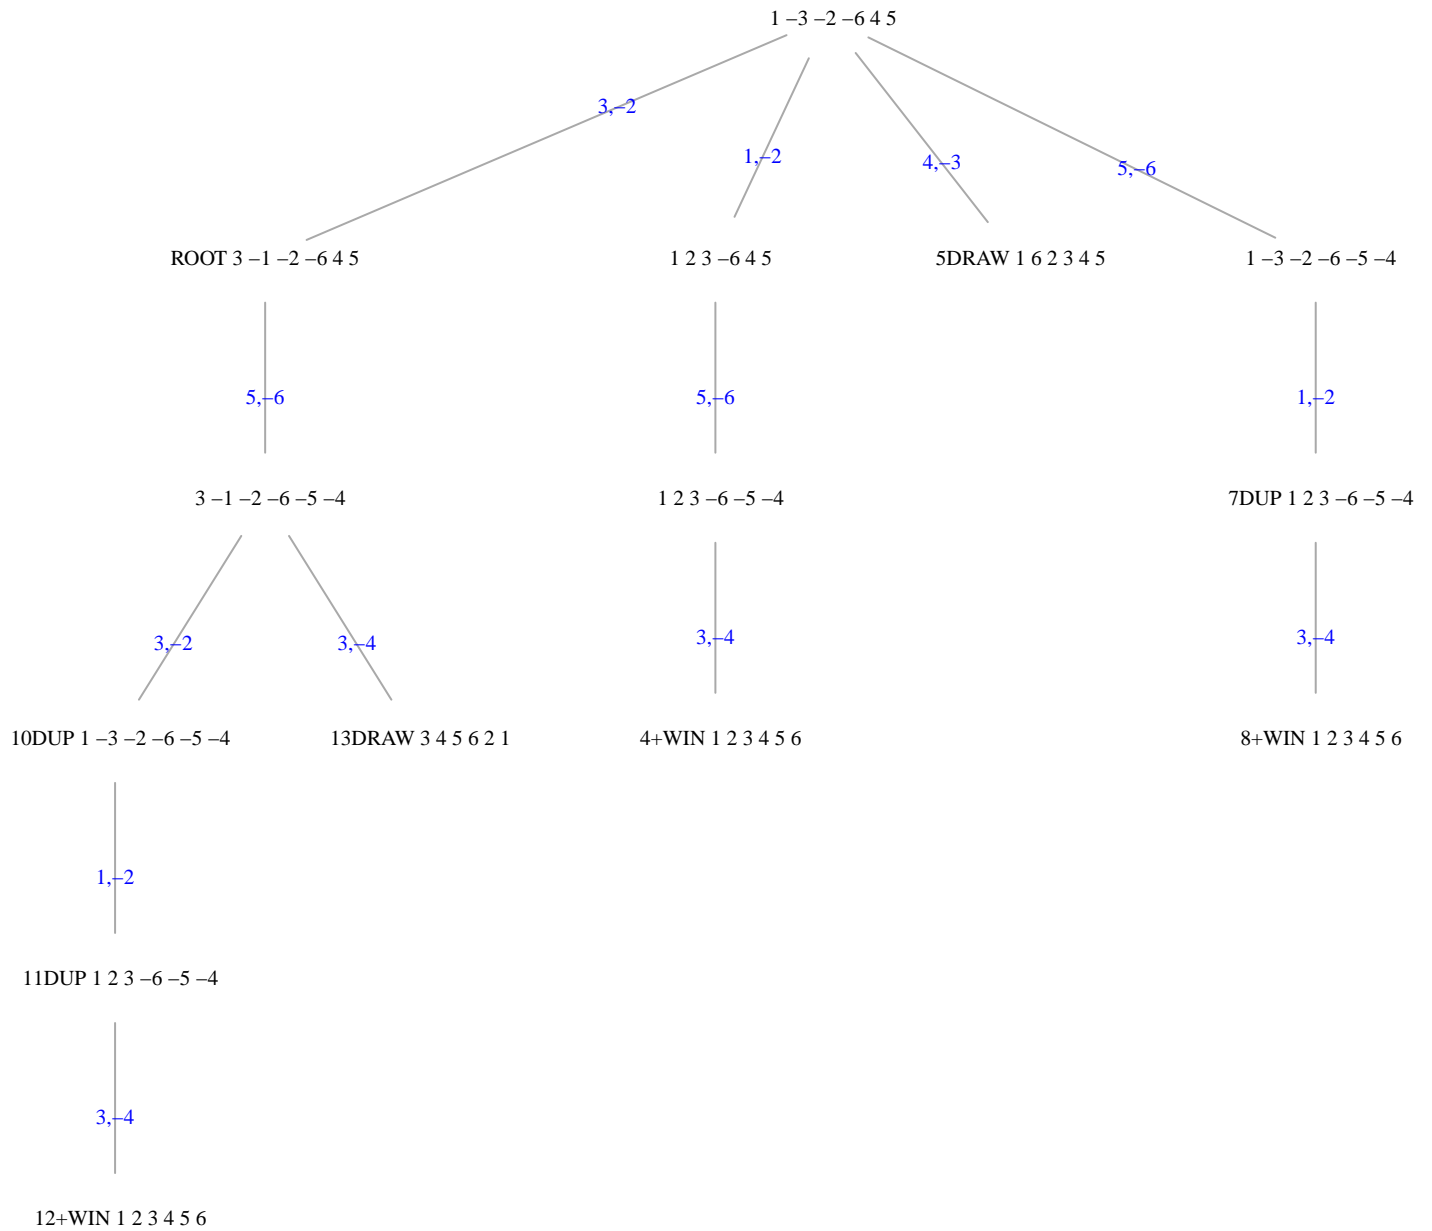 1 –3 –2 –6 4 5
3,–2
1,–2
4,–3
5,–6
ROOT 3 –1 –2 –6 4 5
1 2 3 –6 4 5
5DRAW 1 6 2 3 4 5
1 –3 –2 –6 –5 –4
5,–6
5,–6
1,–2
3 –1 –2 –6 –5 –4
1 2 3 –6 –5 –4
7DUP 1 2 3 –6 –5 –4
3,–2
3,–4
3,–4
3,–4
10DUP 1 –3 –2 –6 –5 –4
13DRAW 3 4 5 6 2 1
4+WIN 1 2 3 4 5 6
8+WIN 1 2 3 4 5 6
1,–2
11DUP 1 2 3 –6 –5 –4
3,–4
12+WIN 1 2 3 4 5 6